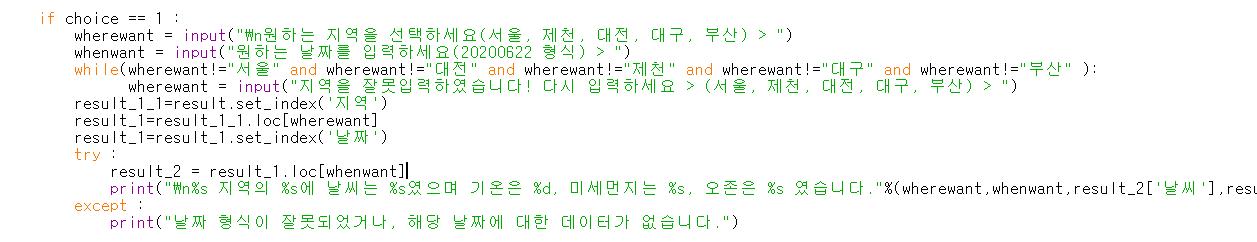 if choice == 1 :
wherewant = input("₩n원하는 지역을 선택하세요(서울, 제천, 대전, 대구, 부산) > ")
whenwant = input("원하는 날짜를 입력하세요(20200622 형식) > ")
while(wherewant!="서울" and wherewant!="대전" and wherewant!="제천" and wherewant!="대구" and wherewant!="부산" ):
wherewant = input("지역을 잘못입력하였습니다! 다시 입력하세요 > (서울, 제천, 대전, 대구, 부산) > ")
result_1_1=result.set_index('지역')
result_1=result_1_1.loc[wherewant]
result_1=result_1.set_index('날짜')
try :
result_2 = result_1.loc[whenwant]
print("₩n%s 지역의 %s에 날씨는 %s였으며 기온은 %d, 미세먼지는 %s, 오존은 %s 였습니다."%(wherewant,whenwant,result_2['날씨'],resu
except :
print("날짜 형식이 잘못되었거나, 해당 날짜에 대한 데이터가 없습니다.")